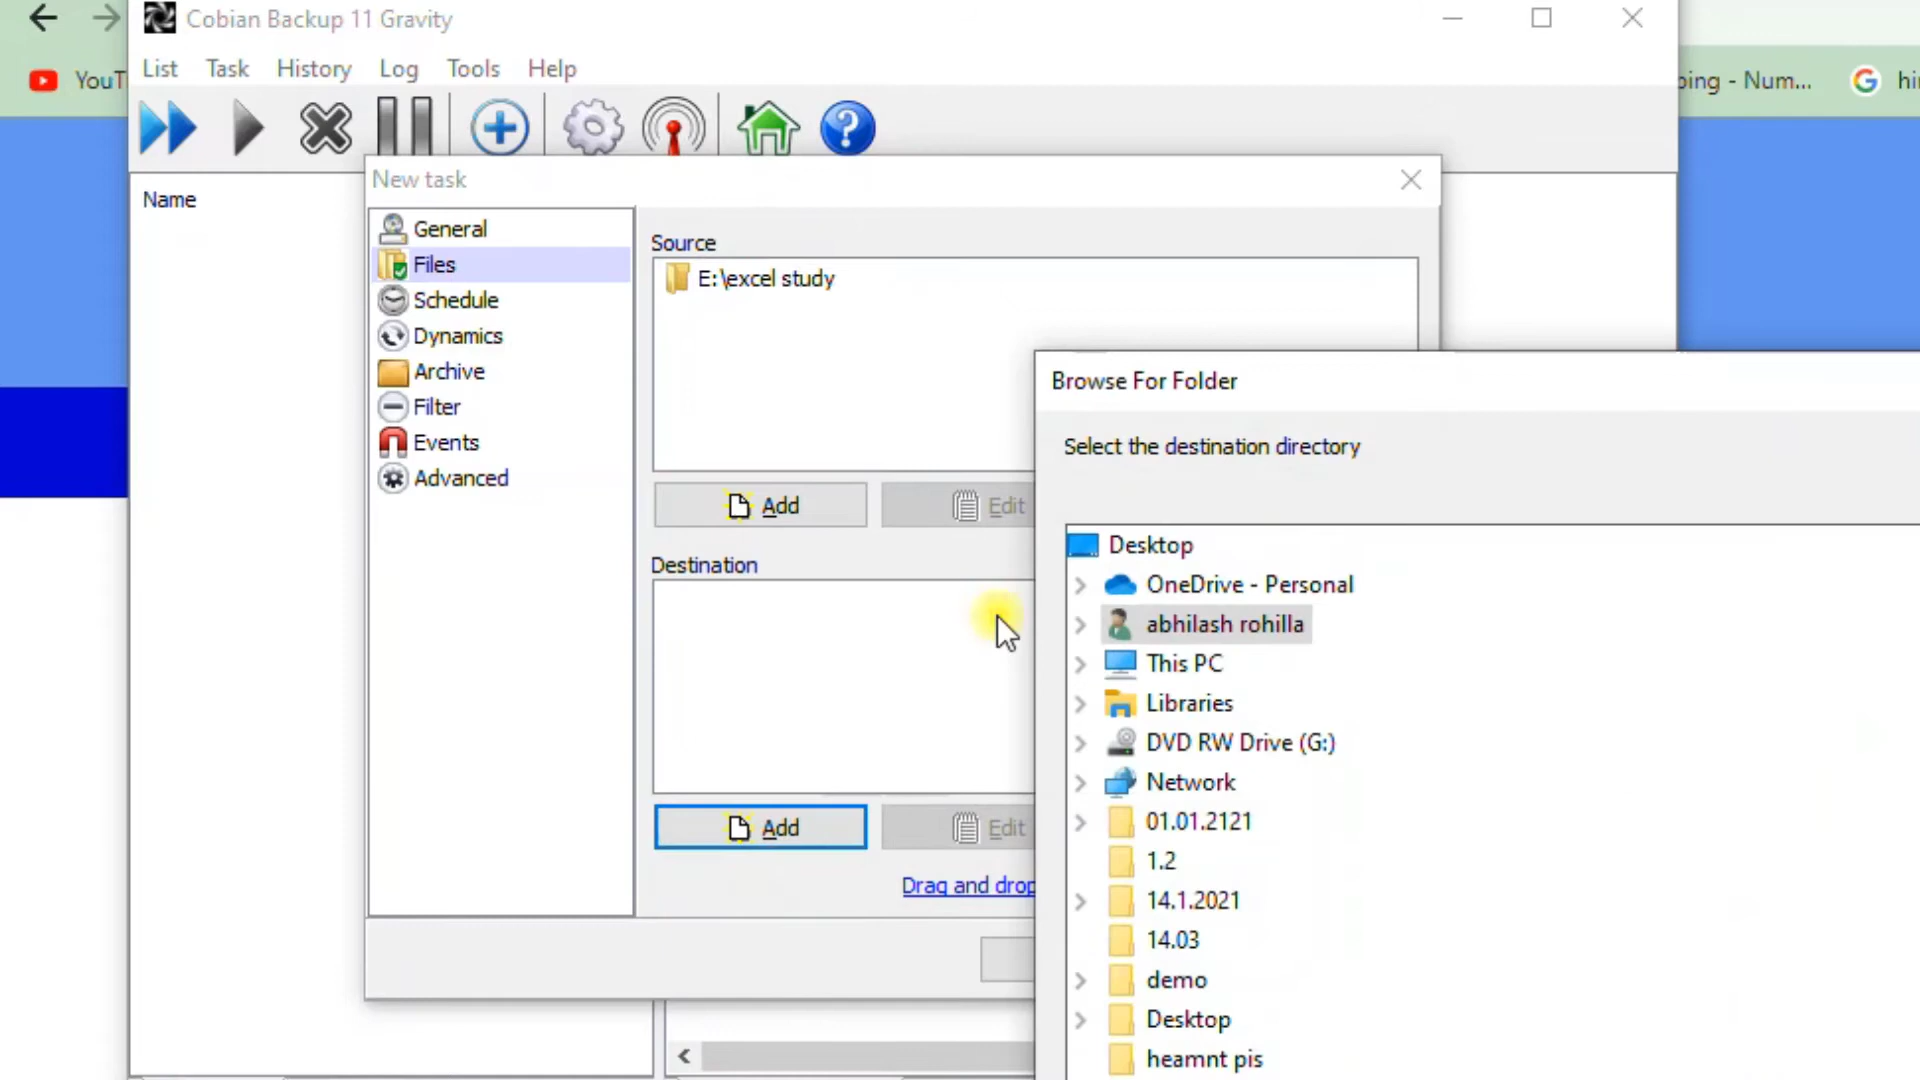 Cobian Backup 11 Gravity
List Task History Log Tools Help
YouT
ping - Num...
hi
Name
New task
General
Files
Schedule
Dynamics
Archive
Filter
Events
Advanced
Source
E:\excel study
Add
Edit
Destination
Add
Edit
Drag and drop
Browse For Folder
Select the destination directory
Desktop
OneDrive - Personal
abhilash rohilla
This PC
Libraries
DVD RW Drive (G:)
Network
01.01.2121
1.2
14.1.2021
14.03
demo
Desktop
heamnt pis